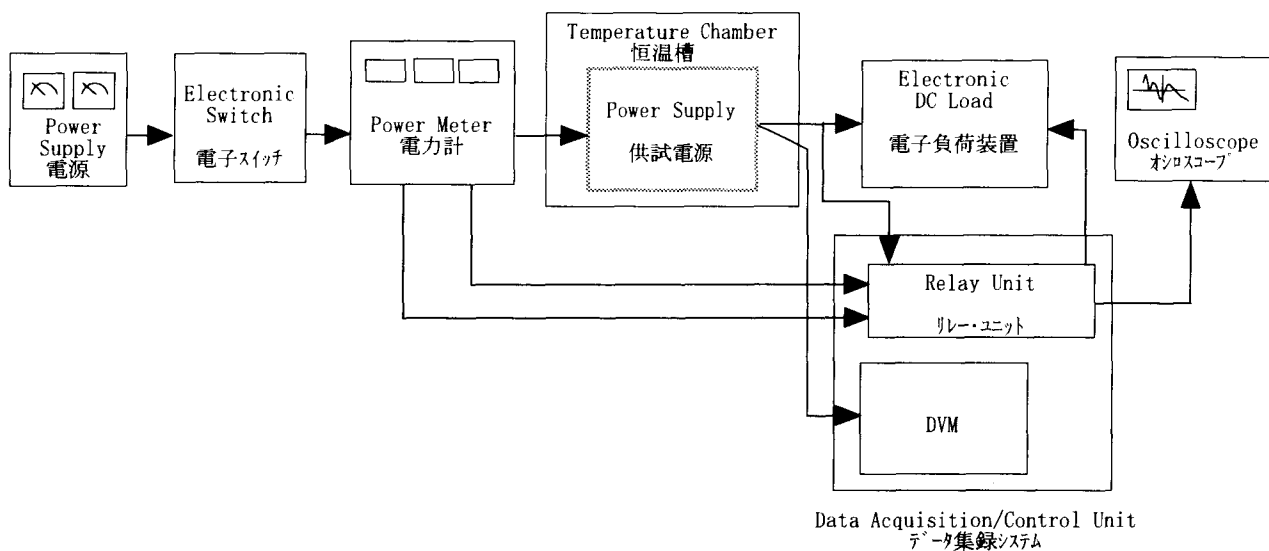 Power
Supply
電源
Electronic
Switch
電子スイッチ
Power Meter
電力計
Temperature Chamber
恒温槽
Power Supply
供試電源
Electronic
DC Load
電子負荷装置
Oscilloscope
オシロスコープ
Relay Unit
リレー・ユニット
DVM
Data Acquisition/Control Unit
データ集録システム